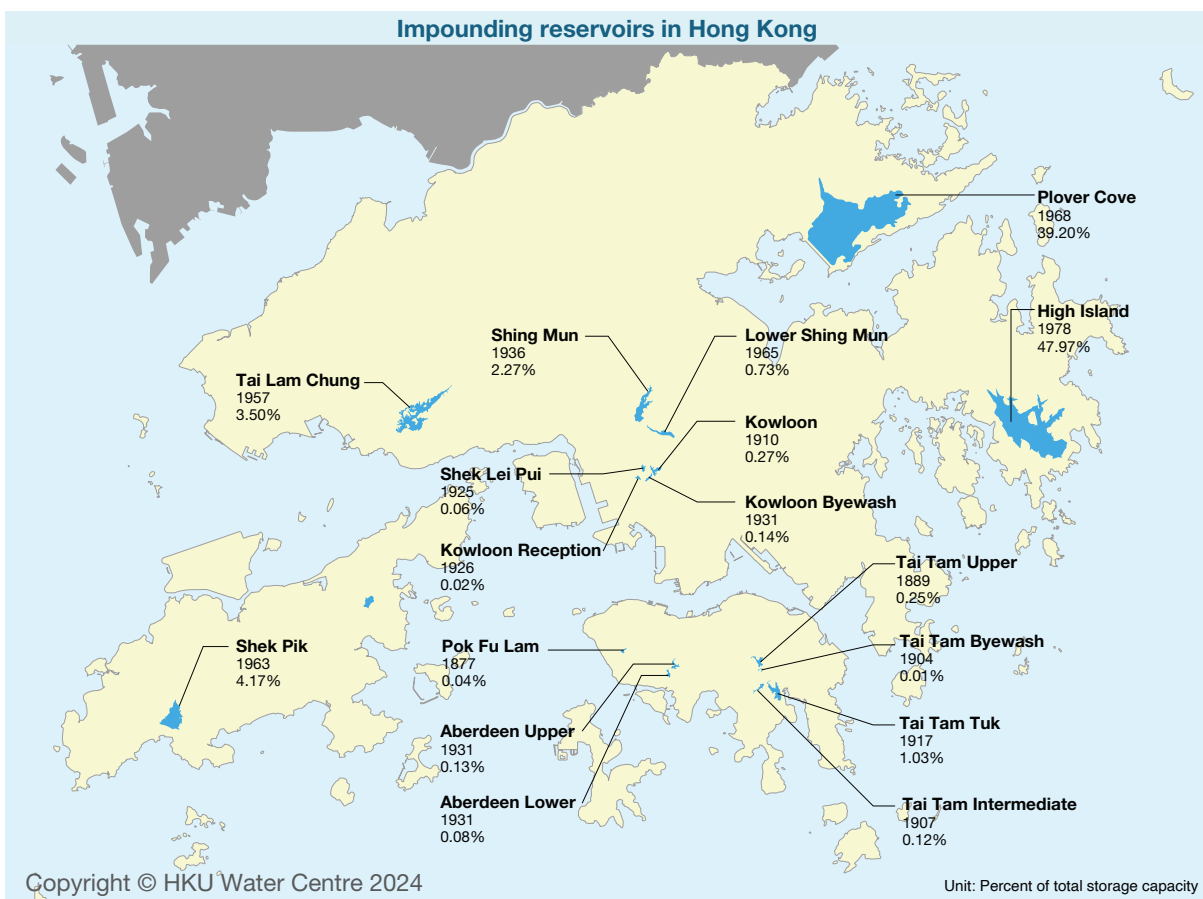 Impounding reservoirs in Hong Kong
Plover Cove
1968
39.20%
High Island
1978
47.97%
Shing Mun
1936
2.27%
Lower Shing Mun
1965
0.73%
Tai Lam Chung
1957
3.50%
Kowloon
1910
0.27%
Shek Lei Pui
1925
0.06%
Kowloon Byewash
1931
0.14%
Kowloon Reception
1926
0.02%
Tai Tam Upper
1889
0.25%
Shek Pik
1963
4.17%
Pok Fu Lam
1877
0.04%
Tai Tam Byewash
1904
0.01%
Aberdeen Upper
1931
0.13%
Tai Tam Tuk
1917
1.03%
Aberdeen Lower
1931
0.08%
Tai Tam Intermediate
1907
0.12%
Copyright © HKU Water Centre 2024
Unit: Percent of total storage capacity